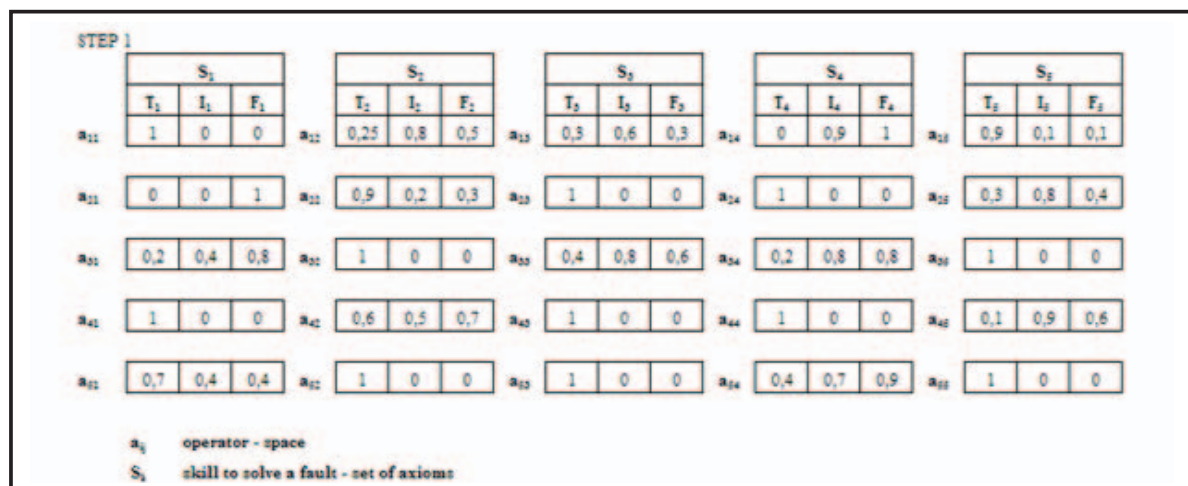 STEP 1
S₁ S₂ S₃ S₄ S₅
T₁ I₁ F₁ T₂ I₂ F₂ T₃ I₃ F₃ T₄ I₄ F₄ T₅ I₅ F₅
a₁₁ 1 0 0 a₁₂ 0,25 0,8 0,5 a₁₃ 0,3 0,6 0,3 a₁₄ 0 0,9 1 a₁₅ 0,9 0,1 0,1
a₂₁ 0 0 1 a₂₂ 0,9 0,2 0,3 a₂₃ 1 0 0 a₂₄ 1 0 0 a₂₅ 0,3 0,8 0,4
a₃₁ 0,2 0,4 0,8 a₃₂ 1 0 0 a₃₃ 0,4 0,8 0,6 a₃₄ 0,2 0,8 0,8 a₃₅ 1 0 0
a₄₁ 1 0 0 a₄₂ 0,6 0,5 0,7 a₄₃ 1 0 0 a₄₄ 1 0 0 a₄₅ 0,1 0,9 0,6
a₅₁ 0,7 0,4 0,4 a₅₂ 1 0 0 a₅₃ 1 0 0 a₅₄ 0,4 0,7 0,9 a₅₅ 1 0 0
aᵢⱼ operator - space
Sᵢ skill to solve a fault - set of axioms